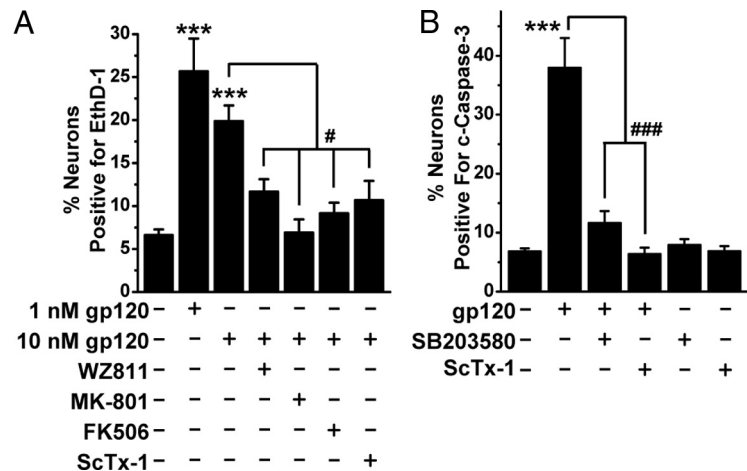 A
% Neurons
Positive for EthD-1
30
25
20
15
10
5
0
***
***
#
1 nM gp120 – + – – – – –
10 nM gp120 – – + + + + +
WZ811 – – – + – – –
MK-801 – – – – + – –
FK506 – – – – – + –
ScTx-1 – – – – – – +
B
% Neurons
Positive For c-Caspase-3
40
30
20
10
0
***
###
gp120 – + + + – –
SB203580 – – + – + –
ScTx-1 – – – + – +